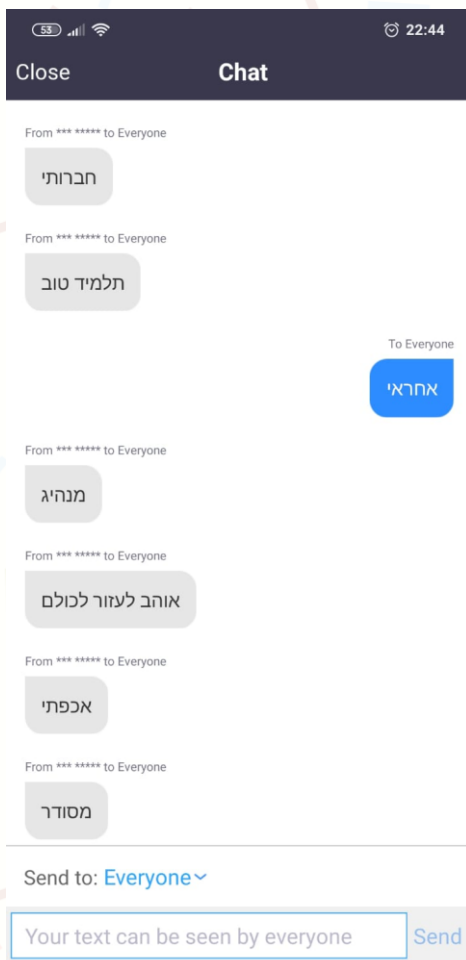 53 22:44
Close Chat
From *** ***** to Everyone
חברותי
From *** ***** to Everyone
תלמיד טוב
To Everyone
אחראי
From *** ***** to Everyone
מנהיג
From *** ***** to Everyone
אוהב לעזור לכולם
From *** ***** to Everyone
אכפתי
From *** ***** to Everyone
מסודר
Send to: Everyone
Your text can be seen by everyone Send